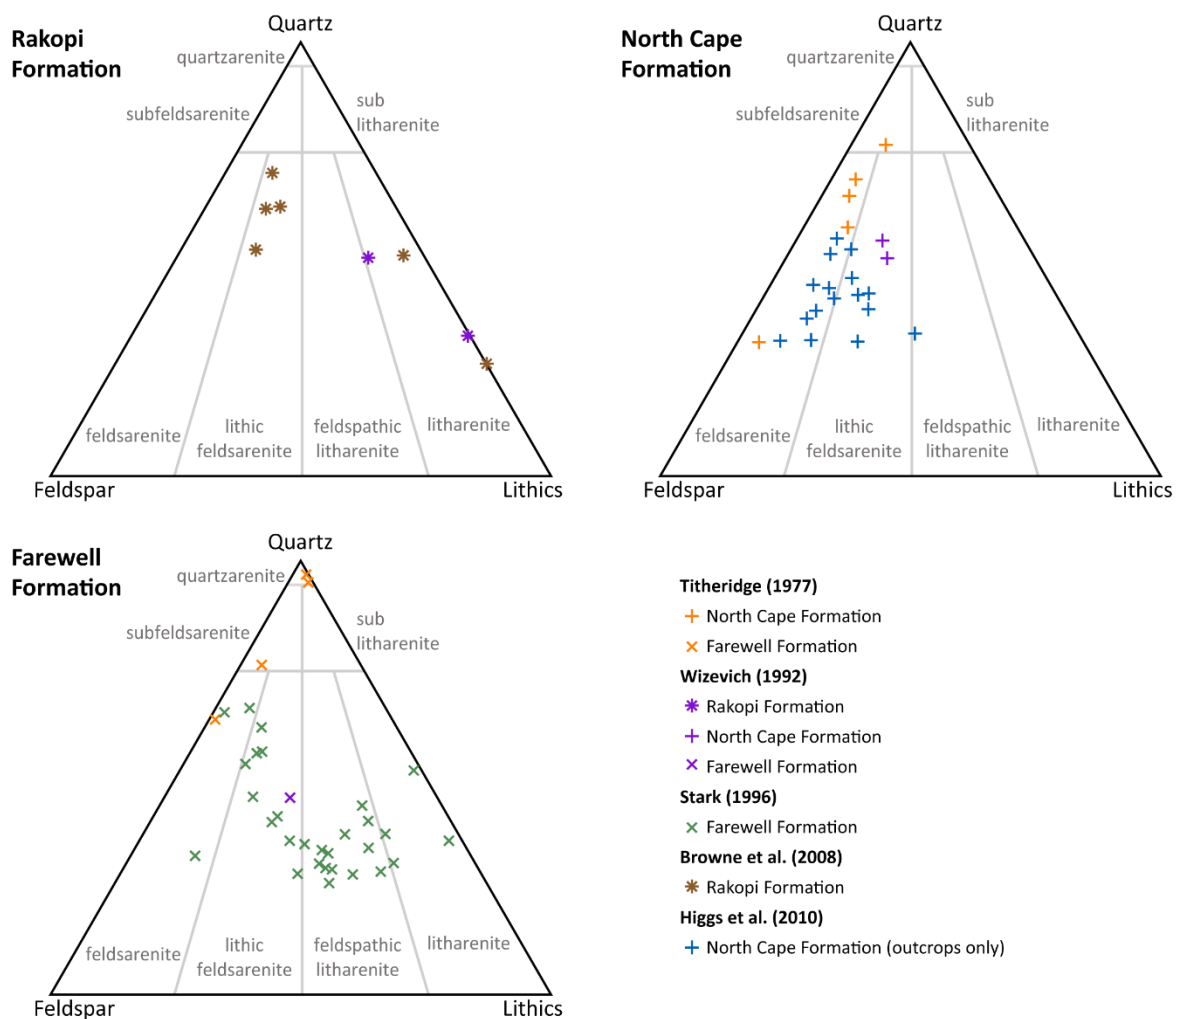 Rakopi
Formation
Quartz
quartzarenite
subfeldsarenite
sub
litharenite
feldsarenite
lithic
feldsarenite
feldspathic
litharenite
litharenite
Feldspar
Lithics
North Cape
Formation
Quartz
quartzarenite
subfeldsarenite
sub
litharenite
feldsarenite
lithic
feldsarenite
feldspathic
litharenite
litharenite
Feldspar
Lithics
Farewell
Formation
Quartz
quartzarenite
subfeldsarenite
sub
litharenite
feldsarenite
lithic
feldsarenite
feldspathic
litharenite
litharenite
Feldspar
Lithics
Titheridge (1977)
North Cape Formation
Farewell Formation
Wizevich (1992)
Rakopi Formation
North Cape Formation
Farewell Formation
Stark (1996)
Farewell Formation
Browne et al. (2008)
Rakopi Formation
Higgs et al. (2010)
North Cape Formation (outcrops only)